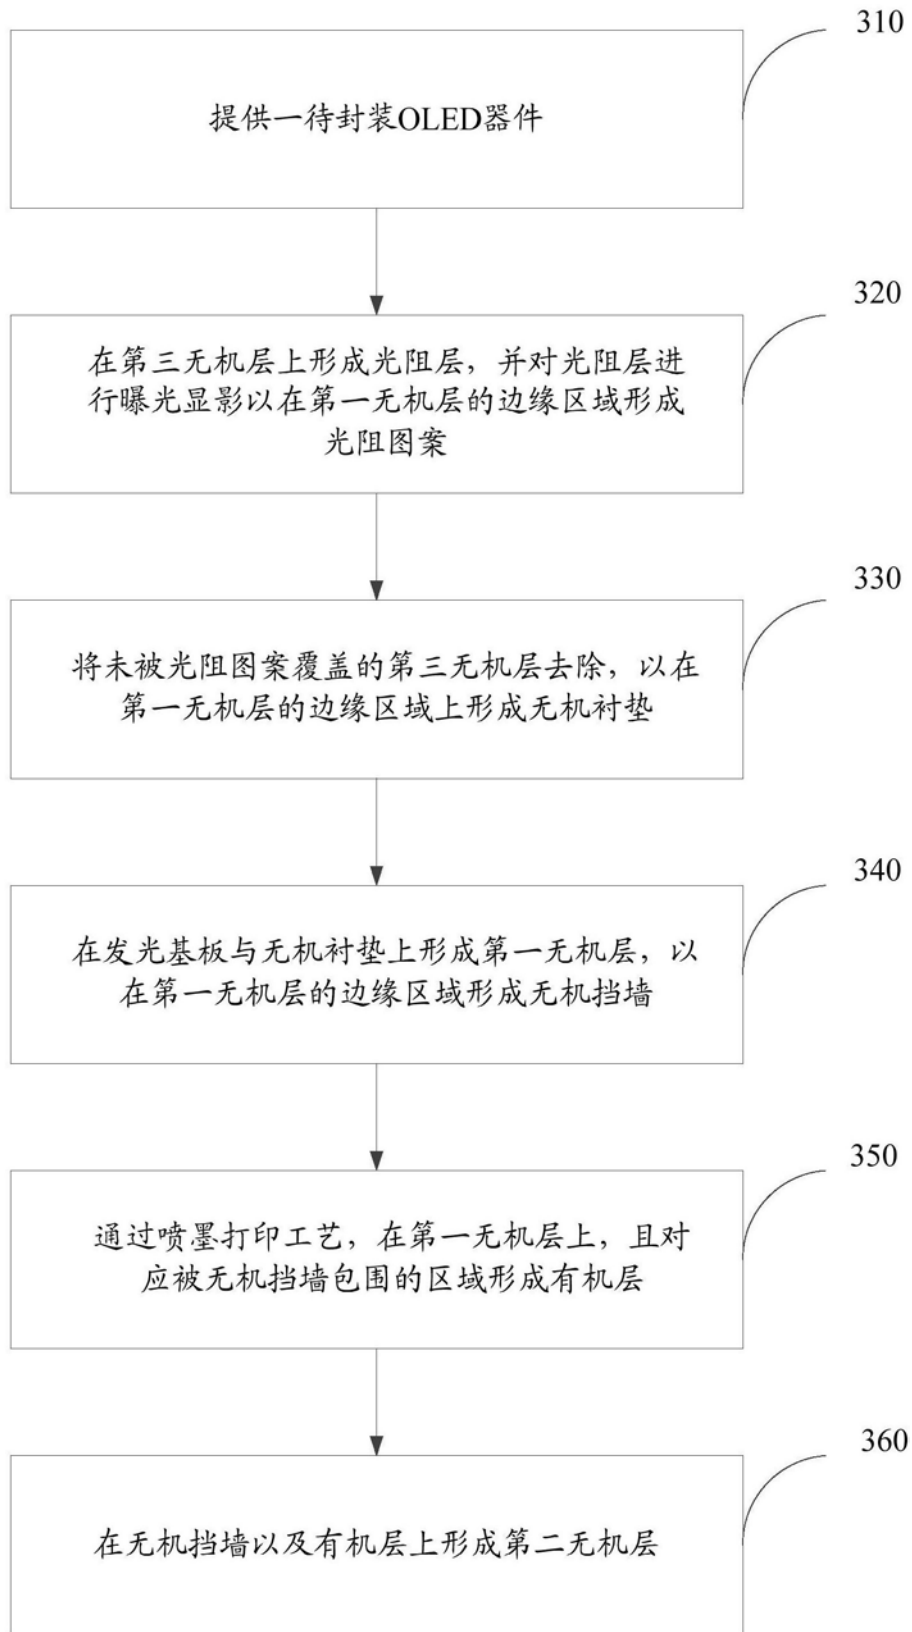 310
提供一待封装OLED器件
320
在第三无机层上形成光阻层，并对光阻层进
行曝光显影以在第一无机层的边缘区域形成
光阻图案
330
将未被光阻图案覆盖的第三无机层去除，以在
第一无机层的边缘区域上形成无机衬垫
340
在发光基板与无机衬垫上形成第一无机层，以
在第一无机层的边缘区域形成无机挡墙
350
通过喷墨打印工艺，在第一无机层上，且对
应被无机挡墙包围的区域形成有机层
360
在无机挡墙以及有机层上形成第二无机层